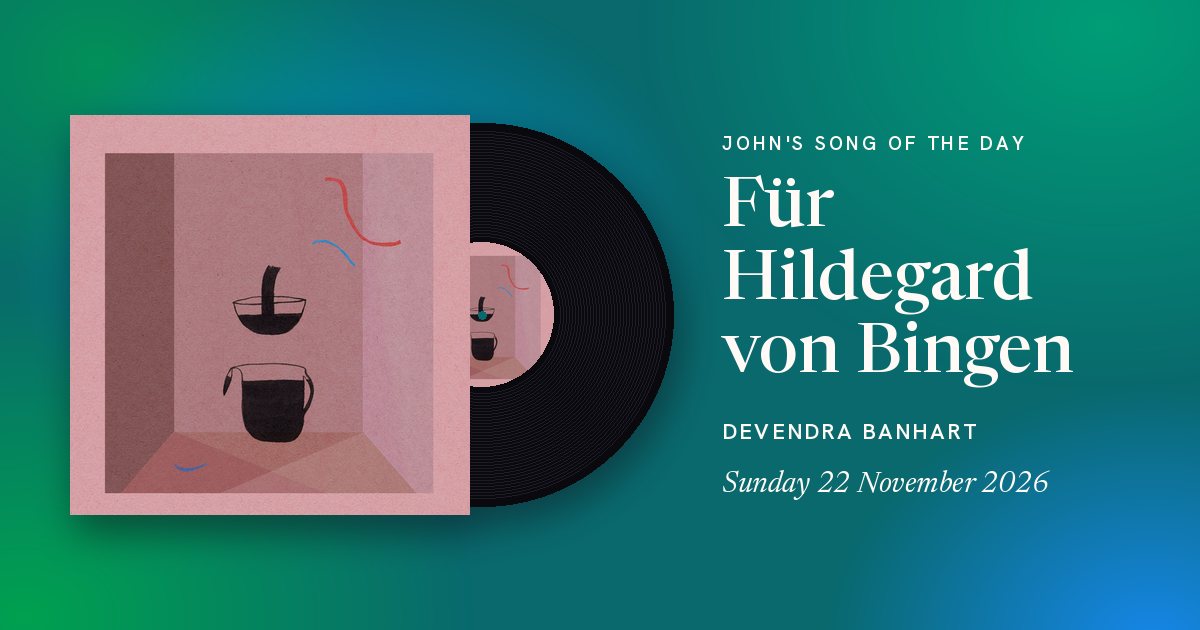 JOHN'S SONG OF THE DAY
Für
Hildegard
von Bingen
DEVENDRA BANHART
Sunday 22 November 2026